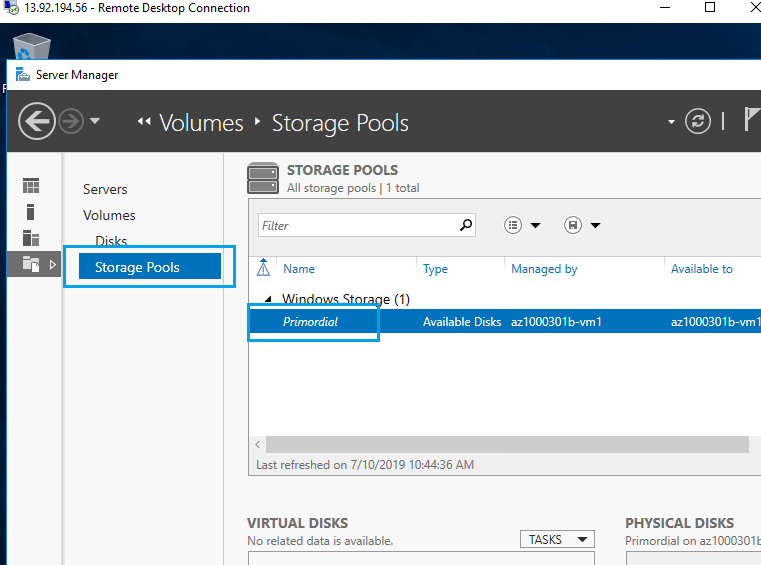 13.92.194.56 - Remote Desktop Connection
Server Manager
Volumes
Storage Pools
Servers
Volumes
Disks
Storage Pools
STORAGE POOLS
All storage pools | 1 total
Filter
Name Type Managed by Available to
Windows Storage (1)
Primordial Available Disks az1000301b-vm1 az1000301b-vm1
Last refreshed on 7/10/2019 10:44:36 AM
VIRTUAL DISKS
No related data is available.
TASKS
PHYSICAL DISKS
Primordial on az1000301b